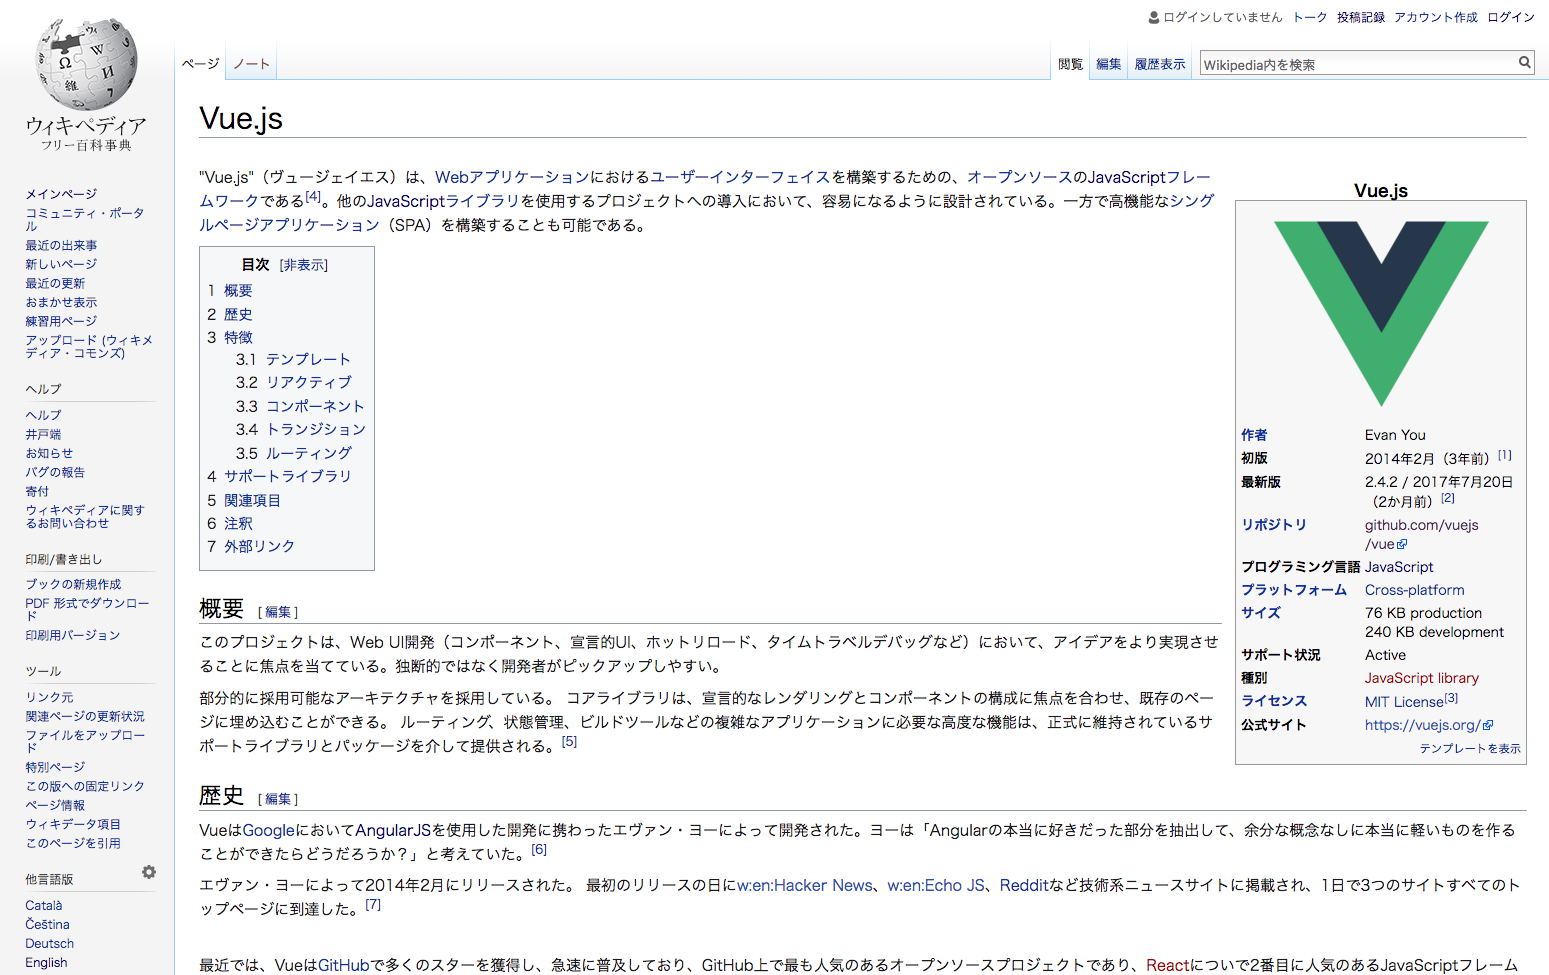 ログインしていません トーク 投稿記録 アカウント作成 ログイン
ページ ノート
閲覧 編集 履歴表示 Wikipedia内を検索
ウィキペディア
フリー百科事典
メインページ
コミュニティ・ポータ
ル
最近の出来事
新しいページ
最近の更新
おまかせ表示
練習用ページ
アップロード (ウィキメ
ディア・コモンズ)
ヘルプ
ヘルプ
井戸端
お知らせ
バグの報告
寄付
ウィキペディアに関す
るお問い合わせ
印刷/書き出し
ブックの新規作成
PDF 形式でダウンロー
ド
印刷用バージョン
ツール
リンク元
関連ページの更新状況
ファイルをアップロー
ド
特別ページ
この版への固定リンク
ページ情報
ウィキデータ項目
このページを引用
他言語版
Català
Čeština
Deutsch
English
Vue.js
"Vue.js"（ヴュージェイエス）は、Webアプリケーションにおけるユーザーインターフェイスを構築するための、オープンソースのJavaScriptフレー
ムワークである[4]。他のJavaScriptライブラリを使用するプロジェクトへの導入において、容易になるように設計されている。一方で高機能なシング
ルページアプリケーション（SPA）を構築することも可能である。
目次 [非表示]
1 概要
2 歴史
3 特徴
3.1 テンプレート
3.2 リアクティブ
3.3 コンポーネント
3.4 トランジション
3.5 ルーティング
4 サポートライブラリ
5 関連項目
6 注釈
7 外部リンク
Vue.js
作者 Evan You
初版 2014年2月（3年前）[1]
最新版 2.4.2 / 2017年7月20日
（2か月前）[2]
リポジトリ github.com/vuejs
/vue
プログラミング言語 JavaScript
プラットフォーム Cross-platform
サイズ 76 KB production
240 KB development
サポート状況 Active
種別 JavaScript library
ライセンス MIT License[3]
公式サイト https://vuejs.org/
テンプレートを表示
概要 [ 編集 ]
このプロジェクトは、Web UI開発（コンポーネント、宣言的UI、ホットリロード、タイムトラベルデバッグなど）において、アイデアをより実現させ
ることに焦点を当てている。独断的ではなく開発者がピックアップしやすい。
部分的に採用可能なアーキテクチャを採用している。 コアライブラリは、宣言的なレンダリングとコンポーネントの構成に焦点を合わせ、既存のペー
ジに埋め込むことができる。 ルーティング、状態管理、ビルドツールなどの複雑なアプリケーションに必要な高度な機能は、正式に維持されているサ
ポートライブラリとパッケージを介して提供される。[5]
歴史 [ 編集 ]
VueはGoogleにおいてAngularJSを使用した開発に携わったエヴァン・ヨーによって開発された。ヨーは「Angularの本当に好きだった部分を抽出して、余分な概念なしに本当に軽いものを作る
ことができたらどうだろうか？」と考えていた。[6]
エヴァン・ヨーによって2014年2月にリリースされた。 最初のリリースの日にw:en:Hacker News、w:en:Echo JS、Redditなど技術系ニュースサイトに掲載され、1日で3つのサイトすべてのト
ップページに到達した。[7]
最近では、VueはGitHubで多くのスターを獲得し、急速に普及しており、GitHub上で最も人気のあるオープンソースプロジェクトであり、Reactについで2番目に人気のあるJavaScriptフレーム